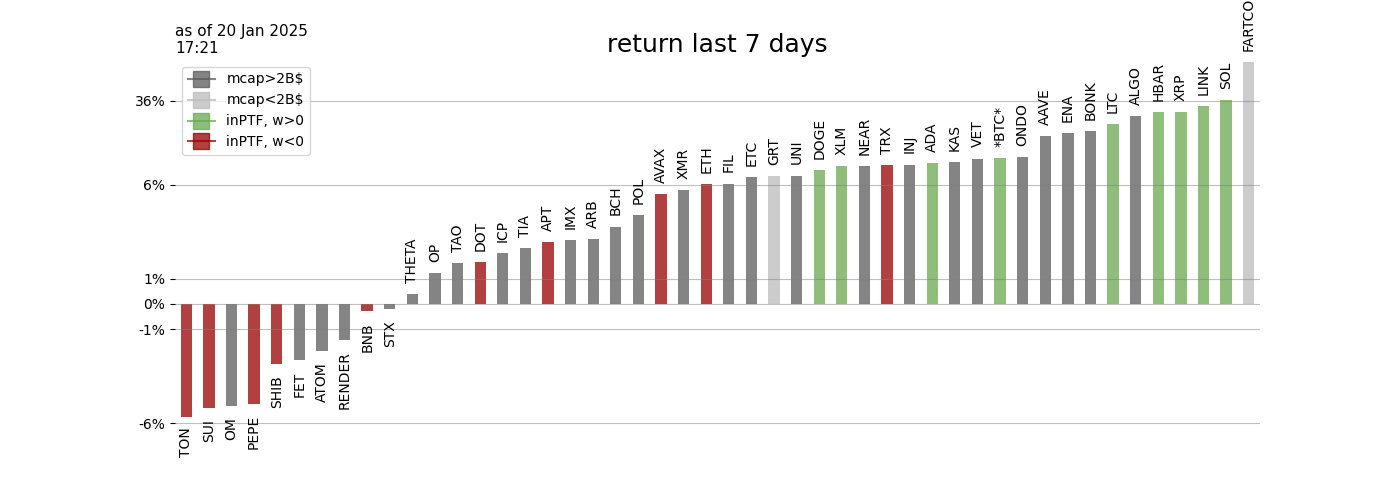 as of 20 Jan 2025
17:21
return last 7 days
mcap>2B$
mcap<2B$
inPTF, w>0
inPTF, w<0
36%
6%
1%
0%
-1%
-6%
TON
SUI
OM
PEPE
SHIB
FET
ATOM
RENDER
BNB
STX
THETA
OP
TAO
DOT
ICP
TIA
APT
IMX
ARB
BCH
POL
AVAX
XMR
ETH
FIL
ETC
GRT
UNI
DOGE
XLM
NEAR
TRX
INJ
ADA
KAS
VET
*BTC*
ONDO
AAVE
ENA
BONK
LTC
ALGO
HBAR
XRP
LINK
SOL
FARTCO